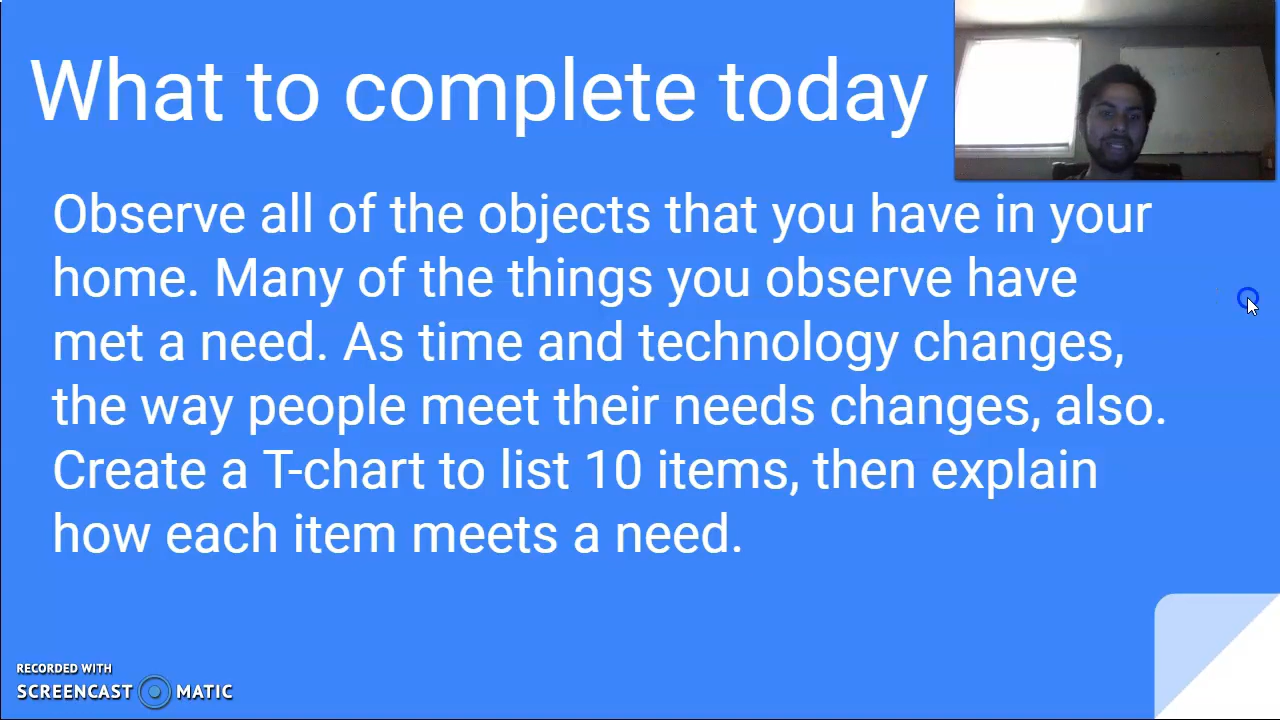 What to complete today
Observe all of the objects that you have in your
home. Many of the things you observe have
met a need. As time and technology changes,
the way people meet their needs changes, also.
Create a T-chart to list 10 items, then explain
how each item meets a need.
RECORDED WITH
SCREENCAST MATIC